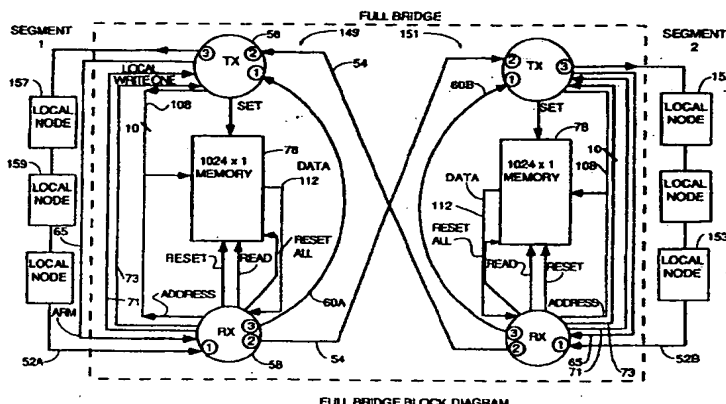 FULL BRIDGE
SEGMENT
1
149
151
SEGMENT
2
56
54
3
TX
2
1
2
TX
3
1
60B
LOCAL
WRITE ONE
108
10
SET
SET
10
108
157
LOCAL
NODE
159
LOCAL
NODE
LOCAL
NODE
65
78
1024 x 1
MEMORY
DATA
112
RESET
ALL
RESET
READ
78
1024 x 1
MEMORY
DATA
112
RESET
ALL
READ
RESET
15
LOCAL
NODE
LOCAL
NODE
153
LOCAL
NODE
ARM
73
71
ADDRESS
60A
ADDRESS
RX
3
2
1
58
54
RX
3
2
1
65
71
73
52A
52B
FULL BRIDGE BLOCK DIAGRAM